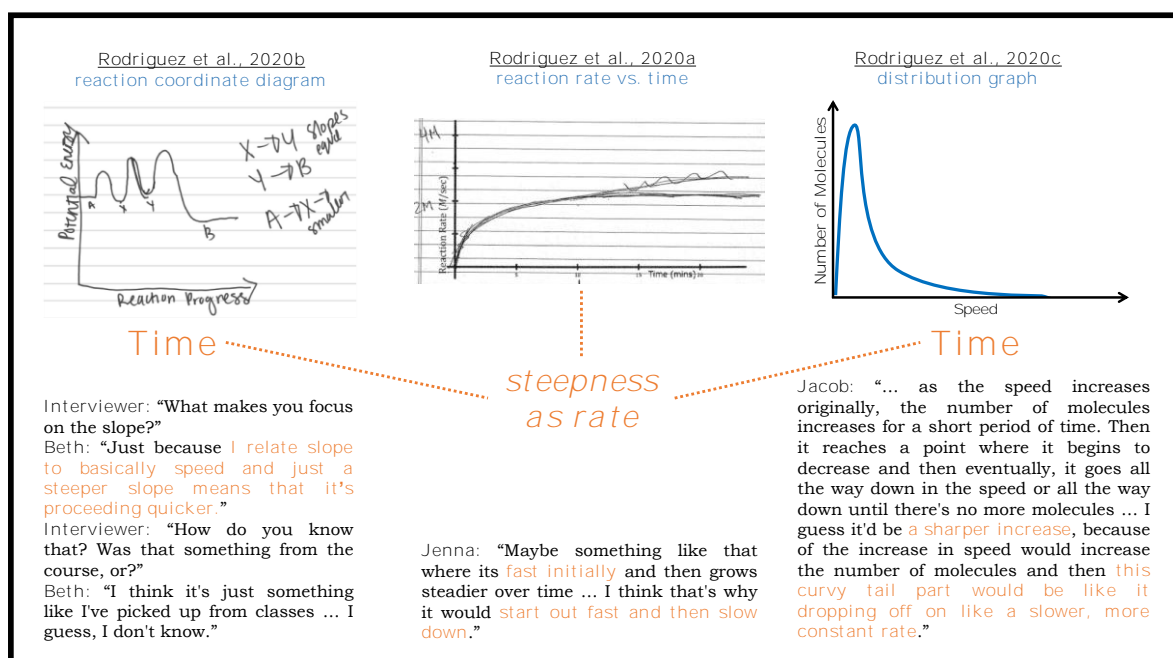 Rodriguez et al., 2020b
reaction coordinate diagram
Potential Energy
A
X
Y
B
X→Y slopes
equal
Y→B
A→X→
smallest
Reaction Progress
Time
Interviewer: “What makes you focus
on the slope?”
Beth: “Just because I relate slope
to basically speed and just a
steeper slope means that it’s
proceeding quicker.”
Interviewer: “How do you know
that? Was that something from the
course, or?”
Beth: “I think it's just something
like I've picked up from classes ... I
guess, I don't know.”
Rodriguez et al., 2020a
reaction rate vs. time
4M
2M
Reaction Rate (M/sec)
5
10
15
Time (mins)
20
steepness
as rate
Jenna: “Maybe something like that
where its fast initially and then grows
steadier over time ... I think that's why
it would start out fast and then slow
down.”
Rodriguez et al., 2020c
distribution graph
Number of Molecules
Speed
Time
Jacob: “... as the speed increases
originally, the number of molecules
increases for a short period of time. Then
it reaches a point where it begins to
decrease and then eventually, it goes all
the way down in the speed or all the way
down until there's no more molecules ... I
guess it'd be a sharper increase, because
of the increase in speed would increase
the number of molecules and then this
curvy tail part would be like it
dropping off on like a slower, more
constant rate.”